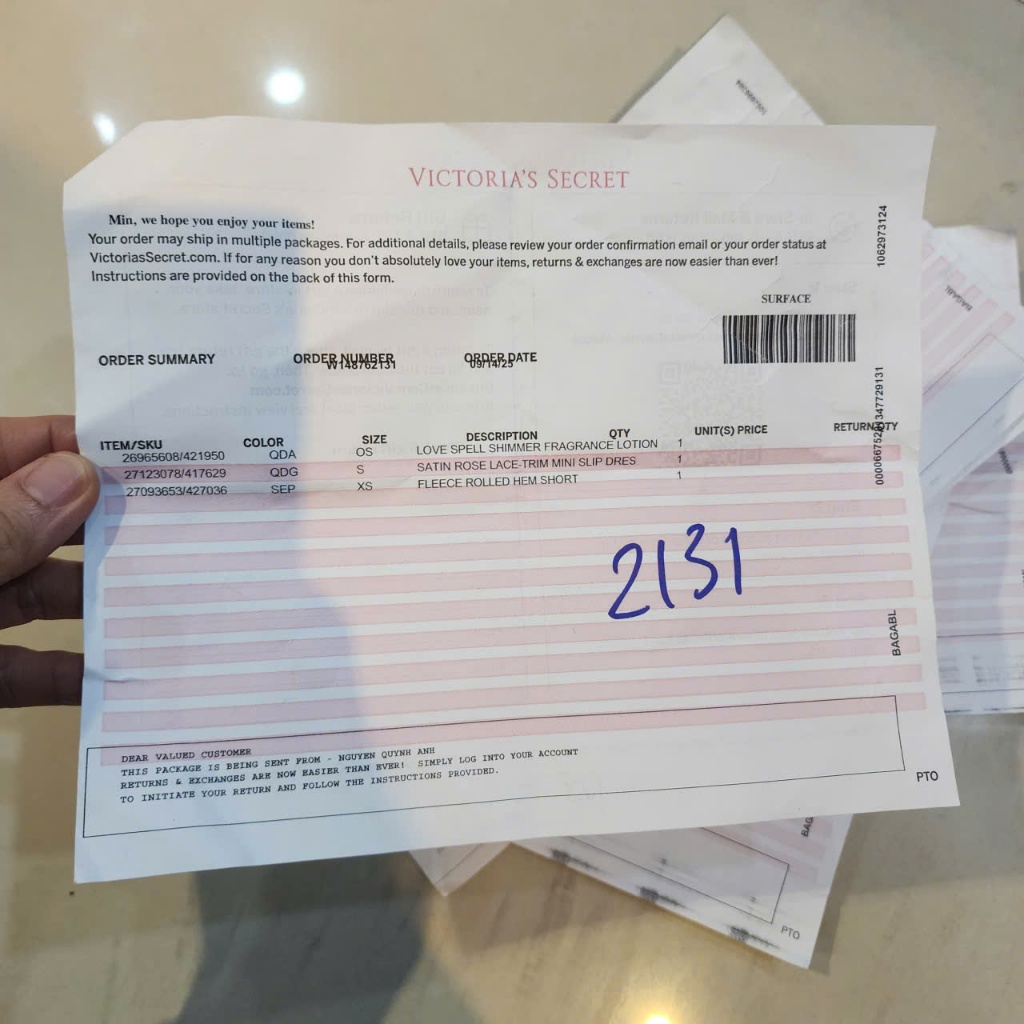 VICTORIA'S SECRET
Min, we hope you enjoy your items!
Your order may ship in multiple packages. For additional details, please review your order confirmation email or your order status at
VictoriasSecret.com. If for any reason you don't absolutely love your items, returns & exchanges are now easier than ever!
Instructions are provided on the back of this form.
1062973124
SURFACE
ORDER SUMMARY ORDER NUMBER ORDER DATE
W148762131 09/14/25
ITEM/SKU COLOR SIZE DESCRIPTION QTY UNIT(S) PRICE RETURN QTY
26965608/421950 QDA OS LOVE SPELL SHIMMER FRAGRANCE LOTION 1
27123078/417629 QDG S SATIN ROSE LACE-TRIM MINI SLIP DRES 1
27093653/427036 SEP XS FLEECE ROLLED HEM SHORT 1
2131
BAGABL
DEAR VALUED CUSTOMER
THIS PACKAGE IS BEING SENT FROM - NGUYEN QUYNH ANH
RETURNS & EXCHANGES ARE NOW EASIER THAN EVER! SIMPLY LOG INTO YOUR ACCOUNT
TO INITIATE YOUR RETURN AND FOLLOW THE INSTRUCTIONS PROVIDED.
PTO
BAGABL
PTO